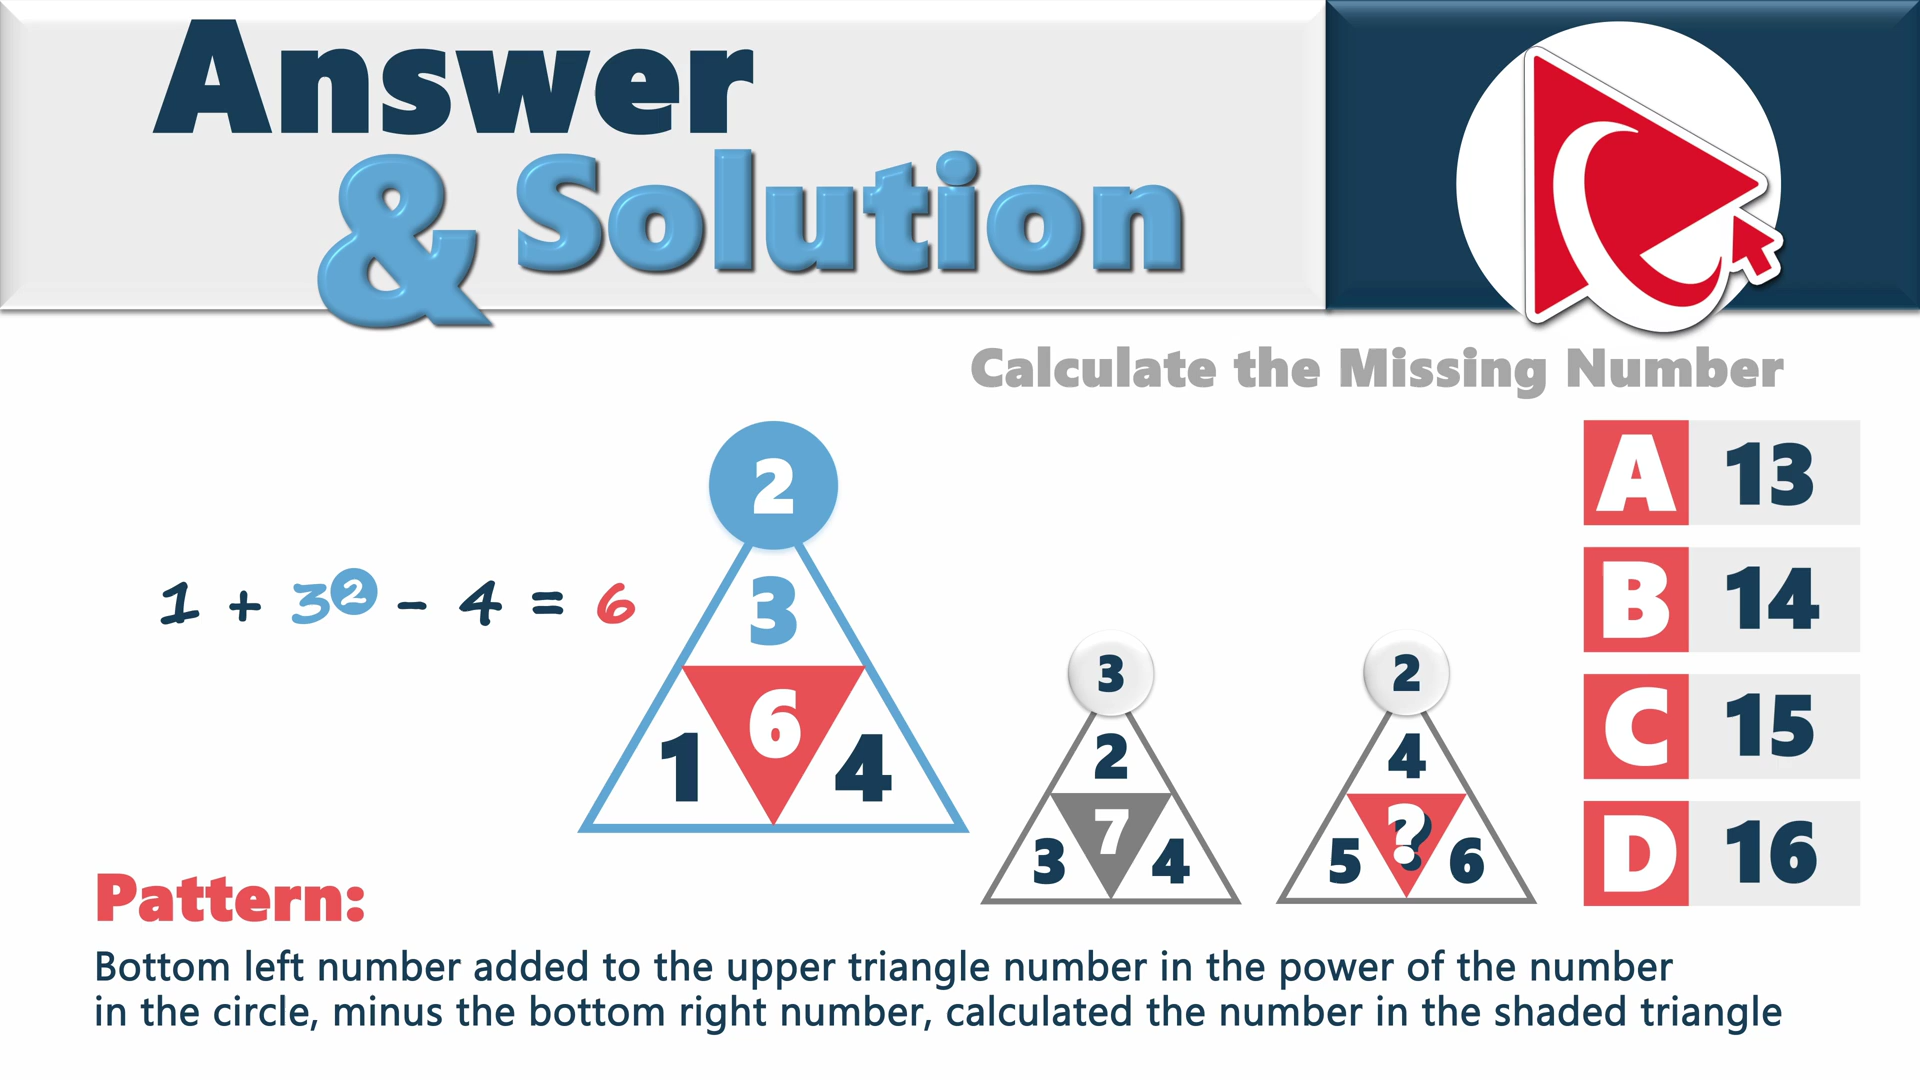 Answer
& Solution
Calculate the Missing Number
2
3
1 6 4
1 + 3² - 4 = 6
3
2
3 7 4
2
4
5 ? 6
A 13
B 14
C 15
D 16
Pattern:
Bottom left number added to the upper triangle number in the power of the number
in the circle, minus the bottom right number, calculated the number in the shaded triangle